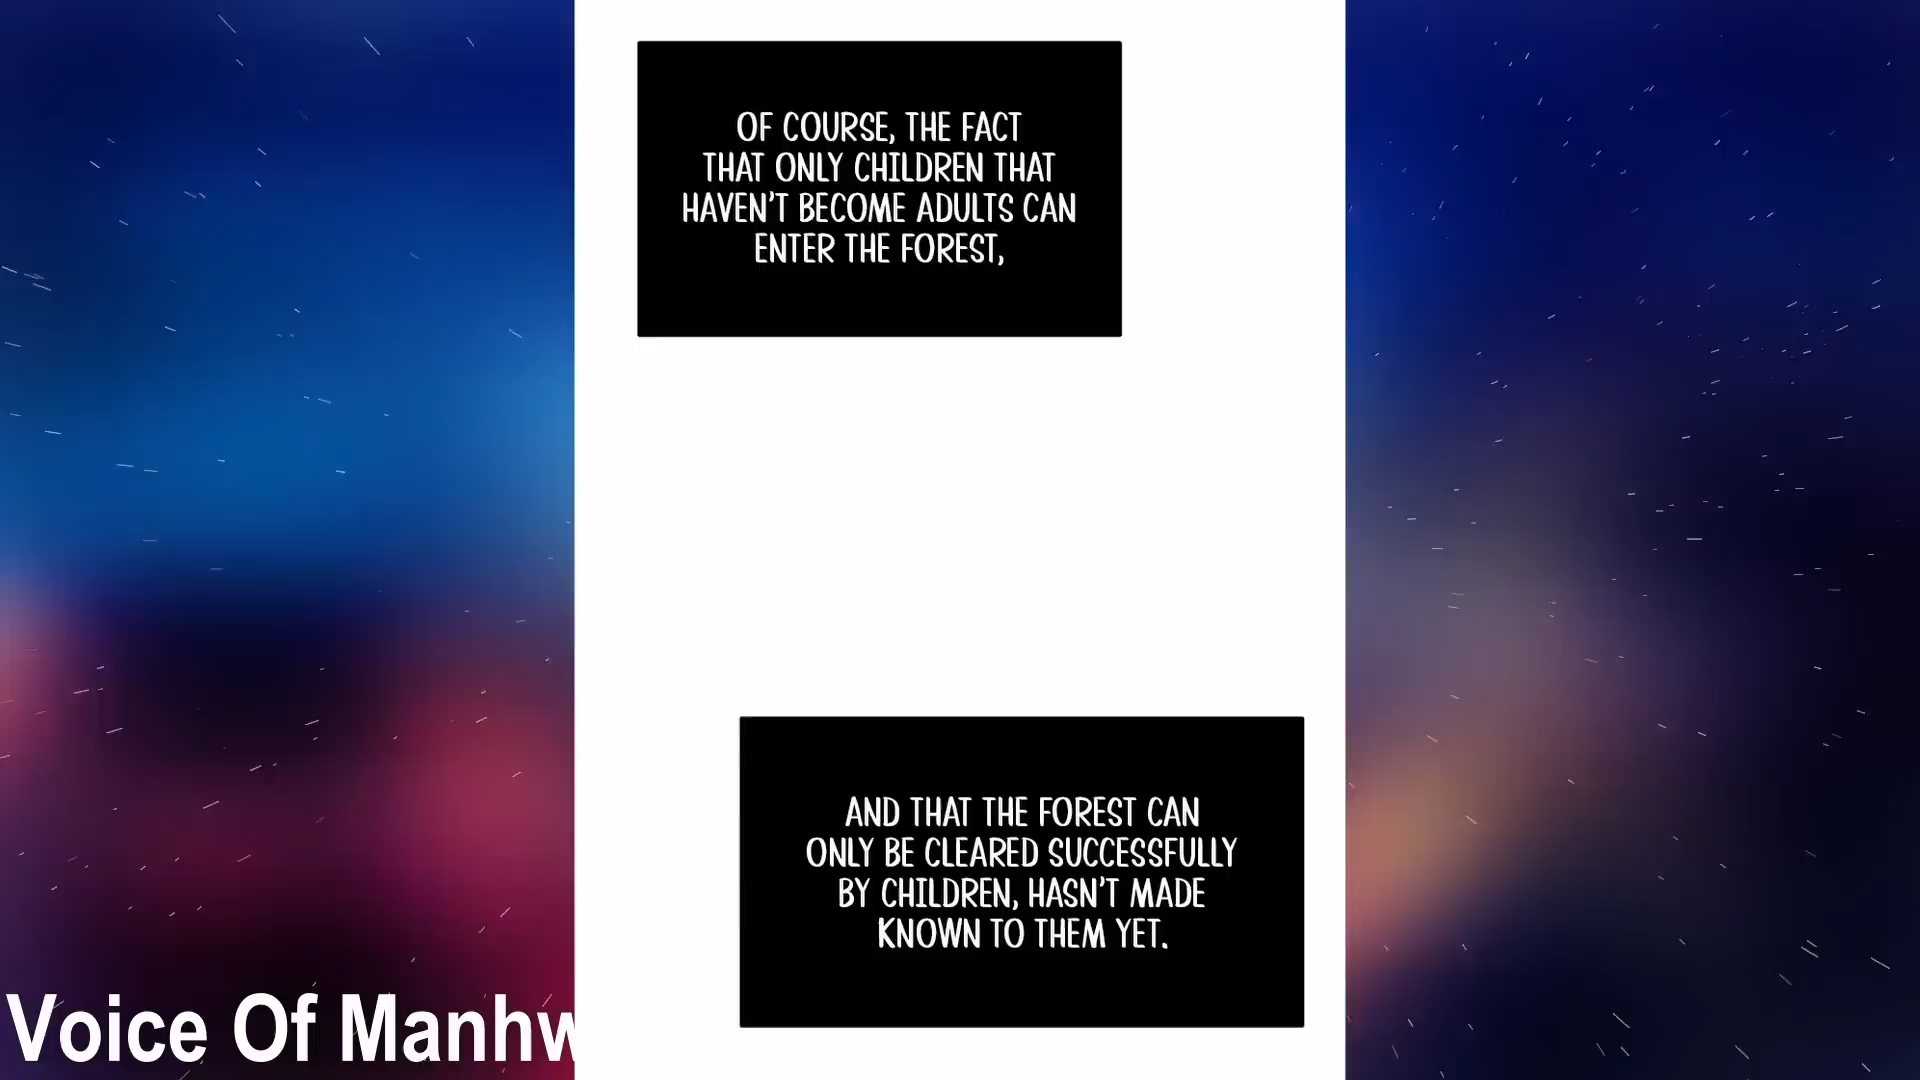 OF COURSE, THE FACT
THAT ONLY CHILDREN THAT
HAVEN'T BECOME ADULTS CAN
ENTER THE FOREST,
AND THAT THE FOREST CAN
ONLY BE CLEARED SUCCESSFULLY
BY CHILDREN, HASN'T MADE
KNOWN TO THEM YET.
Voice Of Manhw